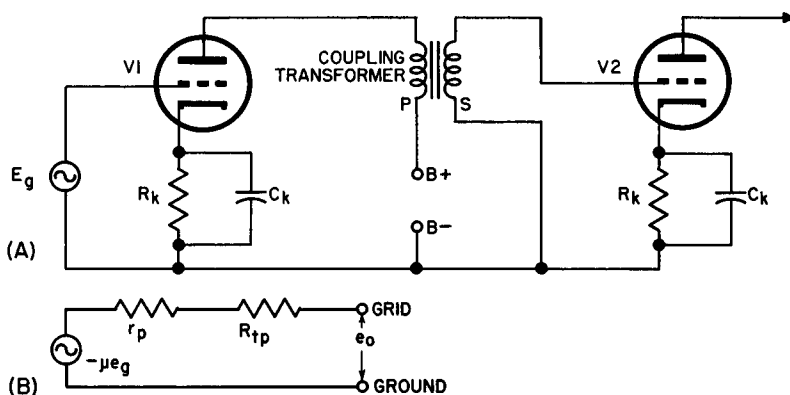 V1
COUPLING
TRANSFORMER
V2
P
S
Eg
Rk
Ck
B+
B−
Rk
Ck
(A)
rp
Rtp
GRID
−μeg
eo
(B)
GROUND